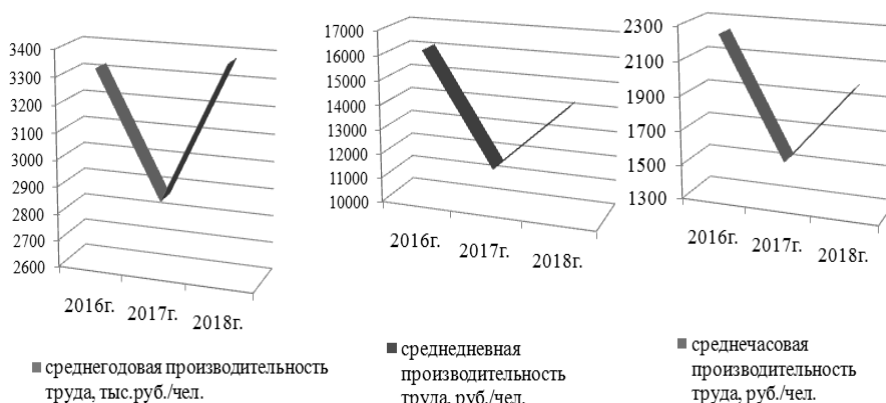 3400
3300
3200
3100
3000
2900
2800
2700
2600
2016г.
2017г.
2018г.
среднегодовая производительность
труда, тыс.руб./чел.
17000
16000
15000
14000
13000
12000
11000
10000
2016г.
2017г.
2018г.
среднедневная
производительность
труда, руб./чел.
2300
2100
1900
1700
1500
1300
2016г.
2017г.
2018г.
среднечасовая
производительность
труда, руб./чел.